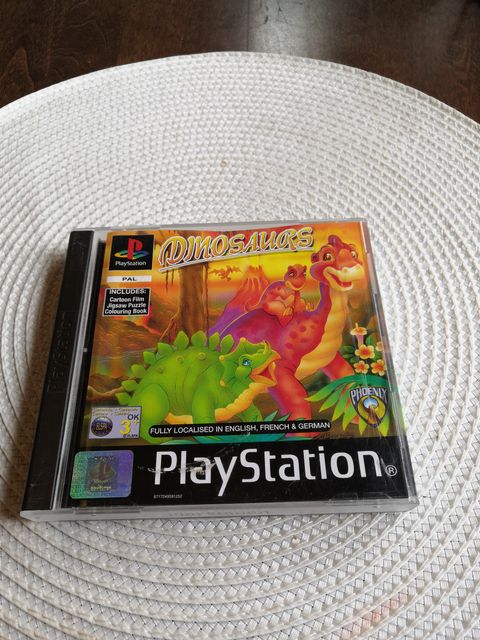 DINOSAURS
PlayStation
PAL
INCLUDES:
Cartoon Film
Jigsaw Puzzle
Colouring Book
PHOENIX
OK
3+
FULLY LOCALISED IN ENGLISH, FRENCH & GERMAN
PlayStation®
PlayStation